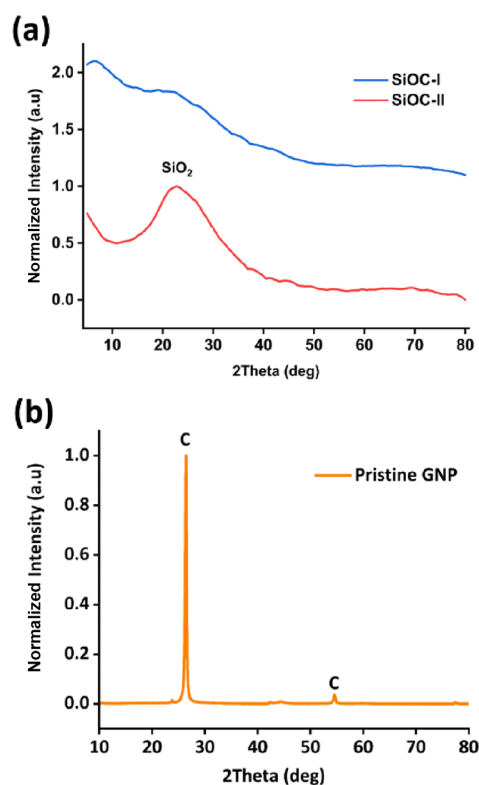 (a)
Normalized Intensity (a.u)
2.0
1.5
1.0
0.5
0.0
SiOC-I
SiOC-II
SiO₂
10 20 30 40 50 60 70 80
2Theta (deg)
(b)
Normalized Intensity (a.u)
1.0
0.8
0.6
0.4
0.2
0.0
C
Pristine GNP
C
10 20 30 40 50 60 70 80
2Theta (deg)